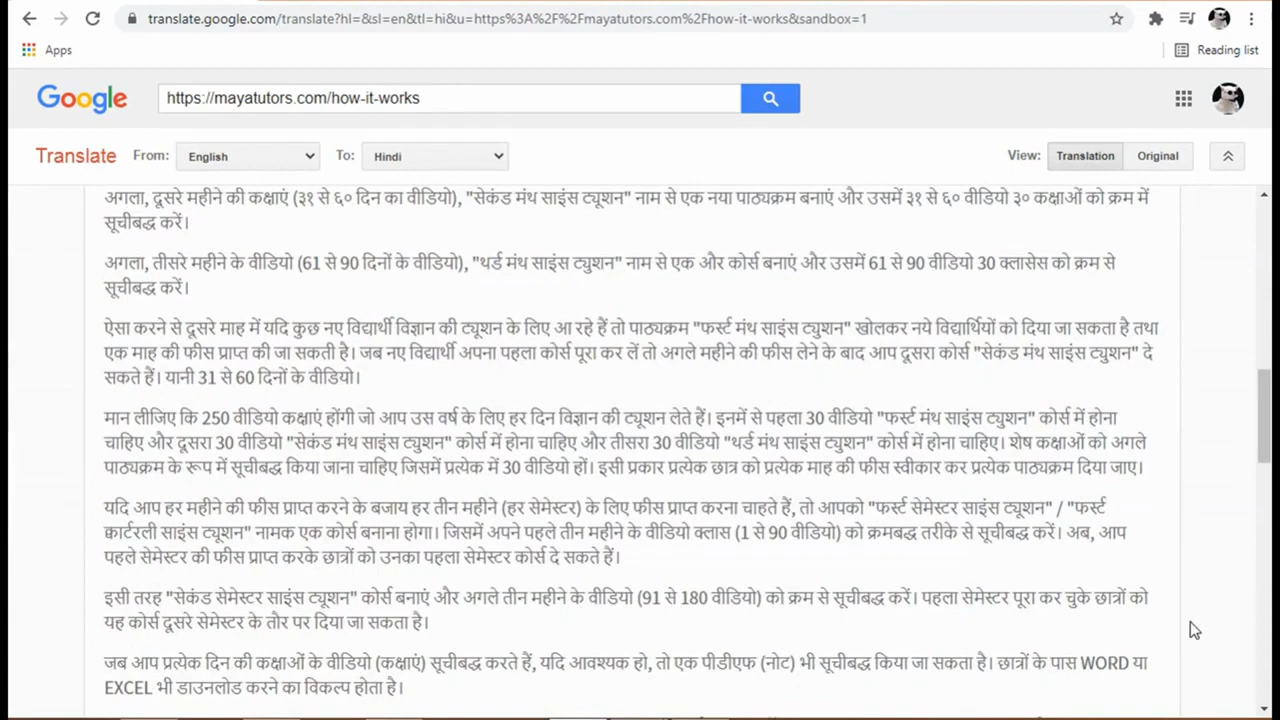 translate.google.com/translate?hl=&sl=en&tl=hi&u=https%3A%2F%2Fmayatutors.com%2Fhow-it-works&sandbox=1
Apps
Reading list
Google
https://mayatutors.com/how-it-works
Translate From: English To: Hindi View: Translation Original
अगला, दूसरे महीने की कक्षाएं (३१ से ६० दिन का वीडियो), "सेकंड मंथ साइंस ट्यूशन" नाम से एक नया पाठ्यक्रम बनाएं और उसमें ३१ से ६० वीडियो ३० कक्षाओं को क्रम में
सूचीबद्ध करें।
अगला, तीसरे महीने के वीडियो (61 से 90 दिनों के वीडियो), "थर्ड मंथ साइंस ट्युशन" नाम से एक और कोर्स बनाएं और उसमें 61 से 90 वीडियो 30 क्लासेस को क्रम से
सूचीबद्ध करें।
ऐसा करने से दूसरे माह में यदि कुछ नए विद्यार्थी विज्ञान की ट्यूशन के लिए आ रहे हैं तो पाठ्यक्रम "फर्स्ट मंथ साइंस ट्युशन" खोलकर नये विद्यार्थियों को दिया जा सकता है तथा
एक माह की फीस प्राप्त की जा सकती है। जब नए विद्यार्थी अपना पहला कोर्स पूरा कर लें तो अगले महीने की फीस लेने के बाद आप दूसरा कोर्स "सेकंड मंथ साइंस ट्युशन" दे
सकते हैं। यानी 31 से 60 दिनों के वीडियो।
मान लीजिए कि 250 वीडियो कक्षाएं होंगी जो आप उस वर्ष के लिए हर दिन विज्ञान की ट्यूशन लेते हैं। इनमें से पहला 30 वीडियो "फर्स्ट मंथ साइंस ट्युशन" कोर्स में होना
चाहिए और दूसरा 30 वीडियो "सेकंड मंथ साइंस ट्युशन" कोर्स में होना चाहिए और तीसरा 30 वीडियो "थर्ड मंथ साइंस ट्युशन" कोर्स में होना चाहिए। शेष कक्षाओं को अगले
पाठ्यक्रम के रूप में सूचीबद्ध किया जाना चाहिए जिसमें प्रत्येक में 30 वीडियो हों। इसी प्रकार प्रत्येक छात्र को प्रत्येक माह की फीस स्वीकार कर प्रत्येक पाठ्यक्रम दिया जाए।
यदि आप हर महीने की फीस प्राप्त करने के बजाय हर तीन महीने (हर सेमेस्टर) के लिए फीस प्राप्त करना चाहते हैं, तो आपको "फर्स्ट सेमेस्टर साइंस ट्यूशन" / "फर्स्ट
क्वार्टरली साइंस ट्यूशन" नामक एक कोर्स बनाना होगा। जिसमें अपने पहले तीन महीने के वीडियो क्लास (1 से 90 वीडियो) को क्रमबद्ध तरीके से सूचीबद्ध करें। अब, आप
पहले सेमेस्टर की फीस प्राप्त करके छात्रों को उनका पहला सेमेस्टर कोर्स दे सकते हैं।
इसी तरह "सेकंड सेमेस्टर साइंस ट्यूशन" कोर्स बनाएं और अगले तीन महीने के वीडियो (91 से 180 वीडियो) को क्रम से सूचीबद्ध करें। पहला सेमेस्टर पूरा कर चुके छात्रों को
यह कोर्स दूसरे सेमेस्टर के तौर पर दिया जा सकता है।
जब आप प्रत्येक दिन की कक्षाओं के वीडियो (कक्षाएं) सूचीबद्ध करते हैं, यदि आवश्यक हो, तो एक पीडीएफ (नोट) भी सूचीबद्ध किया जा सकता है। छात्रों के पास WORD या
EXCEL भी डाउनलोड करने का विकल्प होता है।